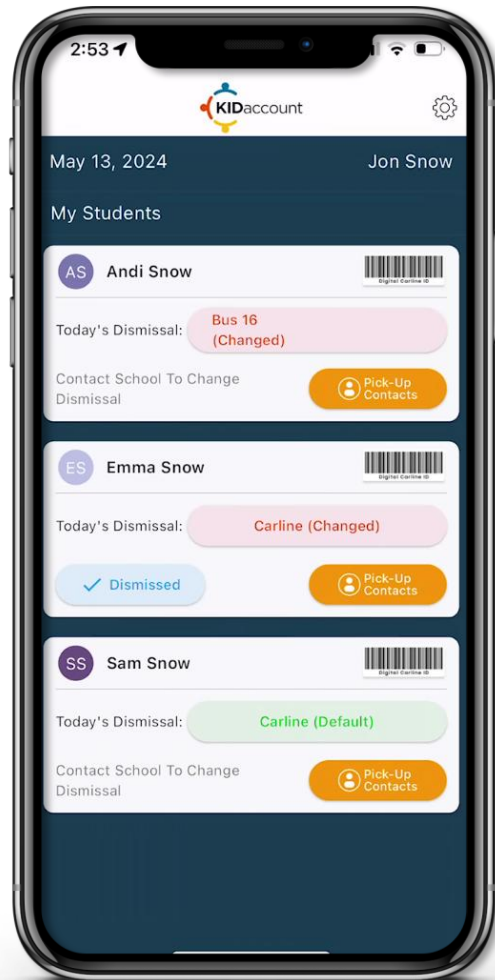 2:53
KIDaccount
May 13, 2024 Jon Snow
My Students
AS Andi Snow
Digital Carline ID
Today's Dismissal: Bus 16
(Changed)
Contact School To Change
Dismissal
Pick-Up
Contacts
ES Emma Snow
Digital Carline ID
Today's Dismissal: Carline (Changed)
Dismissed
Pick-Up
Contacts
SS Sam Snow
Digital Carline ID
Today's Dismissal: Carline (Default)
Contact School To Change
Dismissal
Pick-Up
Contacts